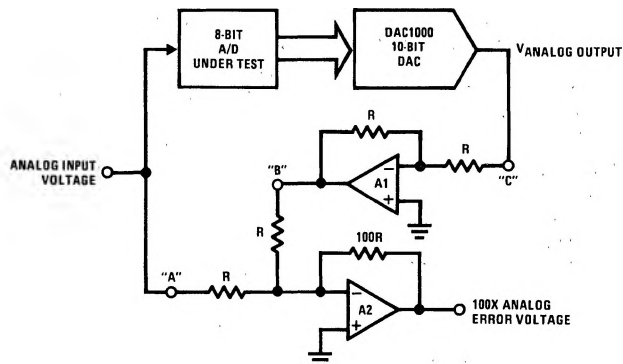 8-BIT
A/D
UNDER TEST
DAC1000
10-BIT
DAC
VANALOG OUTPUT
R
R
"C"
ANALOG INPUT
VOLTAGE
"B"
-
A1
+
R
100R
"A"
R
-
A2
+
100X ANALOG
ERROR VOLTAGE